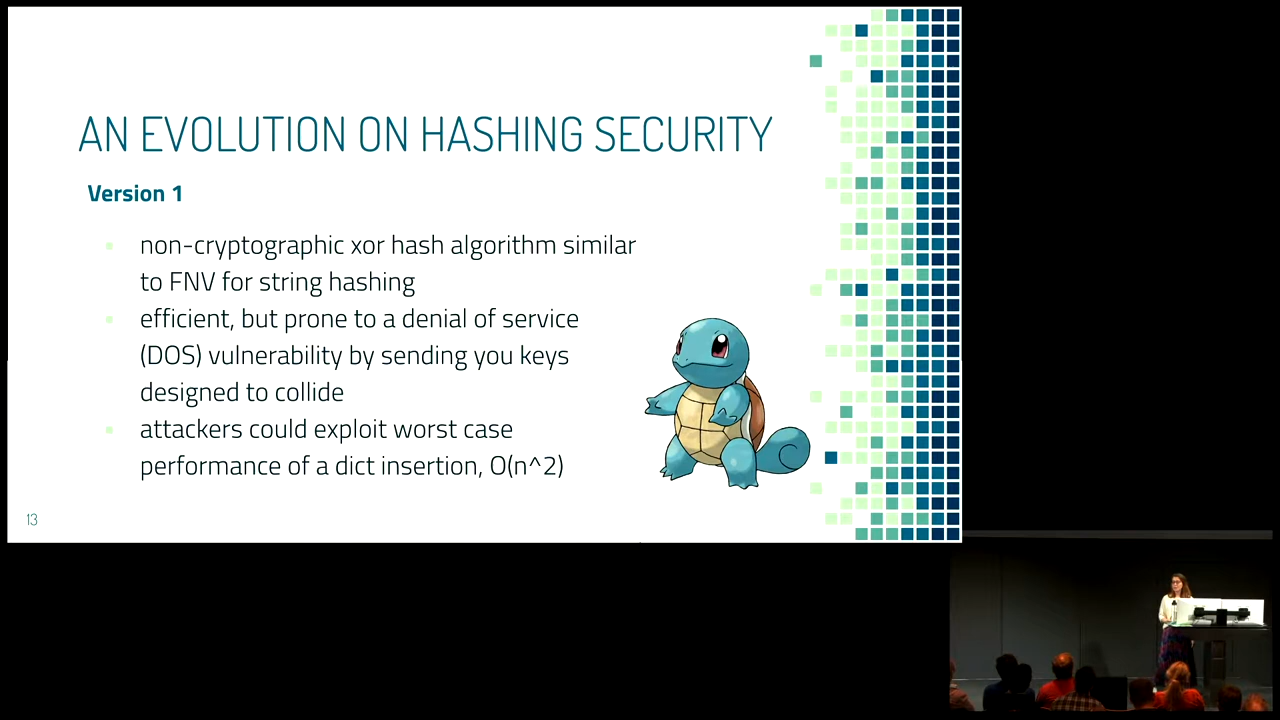 AN EVOLUTION ON HASHING SECURITY
Version 1
non-cryptographic xor hash algorithm similar
to FNV for string hashing
efficient, but prone to a denial of service
(DOS) vulnerability by sending you keys
designed to collide
attackers could exploit worst case
performance of a dict insertion, O(n^2)
13